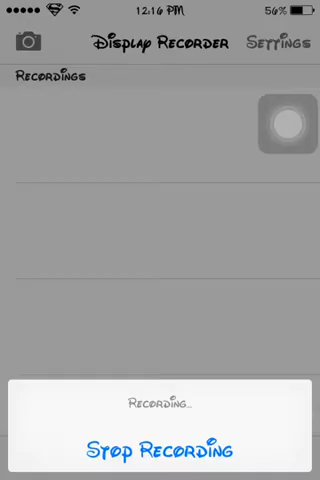 12:16 PM
56%
Display Recorder
Settings
Recordings
Recording...
Stop Recording